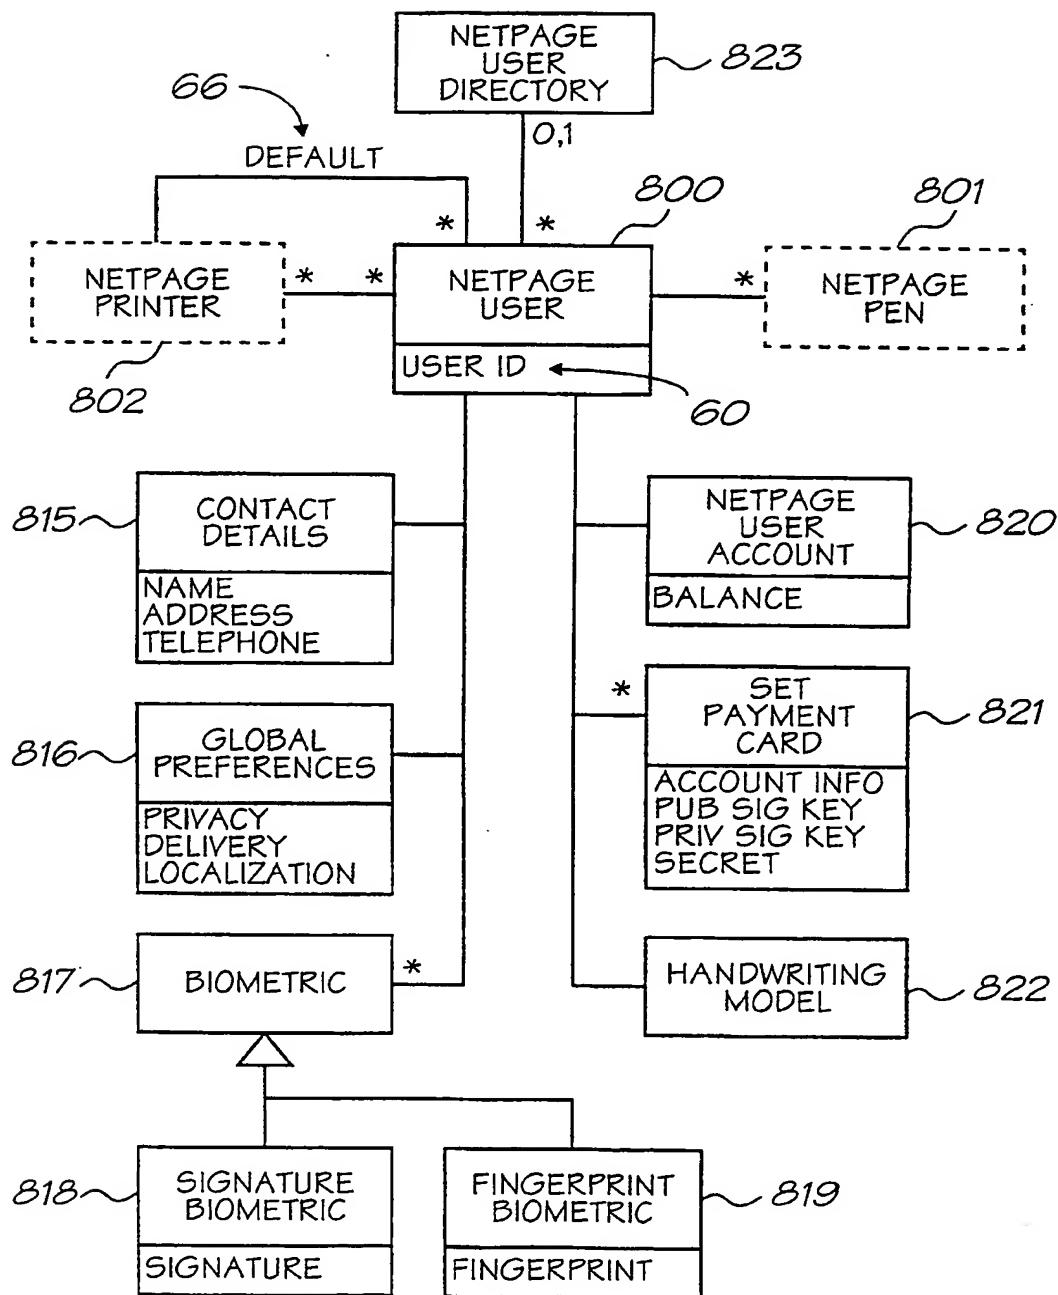 NETPAGE
USER
DIRECTORY
823
66
0,1
DEFAULT
800
801
*
*
NETPAGE
PRINTER
*
*
NETPAGE
USER
*
NETPAGE
PEN
USER ID
802
60
815
CONTACT
DETAILS
NAME
ADDRESS
TELEPHONE
NETPAGE
USER
ACCOUNT
820
BALANCE
816
GLOBAL
PREFERENCES
PRIVACY
DELIVERY
LOCALIZATION
*
SET
PAYMENT
CARD
821
ACCOUNT INFO
PUB SIG KEY
PRIV SIG KEY
SECRET
817
BIOMETRIC
*
HANDWRITING
MODEL
822
818
SIGNATURE
BIOMETRIC
SIGNATURE
FINGERPRINT
BIOMETRIC
819
FINGERPRINT